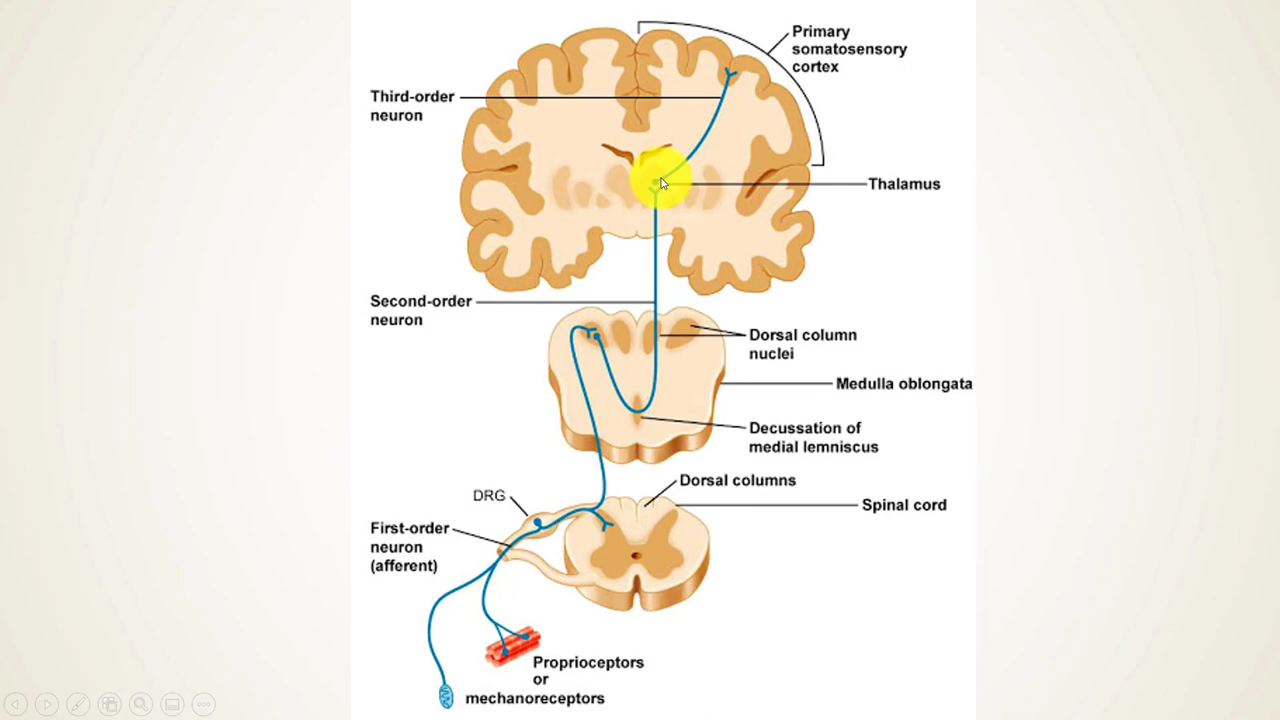 Primary
somatosensory
cortex
Third-order
neuron
Thalamus
Second-order
neuron
Dorsal column
nuclei
Medulla oblongata
Decussation of
medial lemniscus
Dorsal columns
DRG
Spinal cord
First-order
neuron
(afferent)
Proprioceptors
or
mechanoreceptors